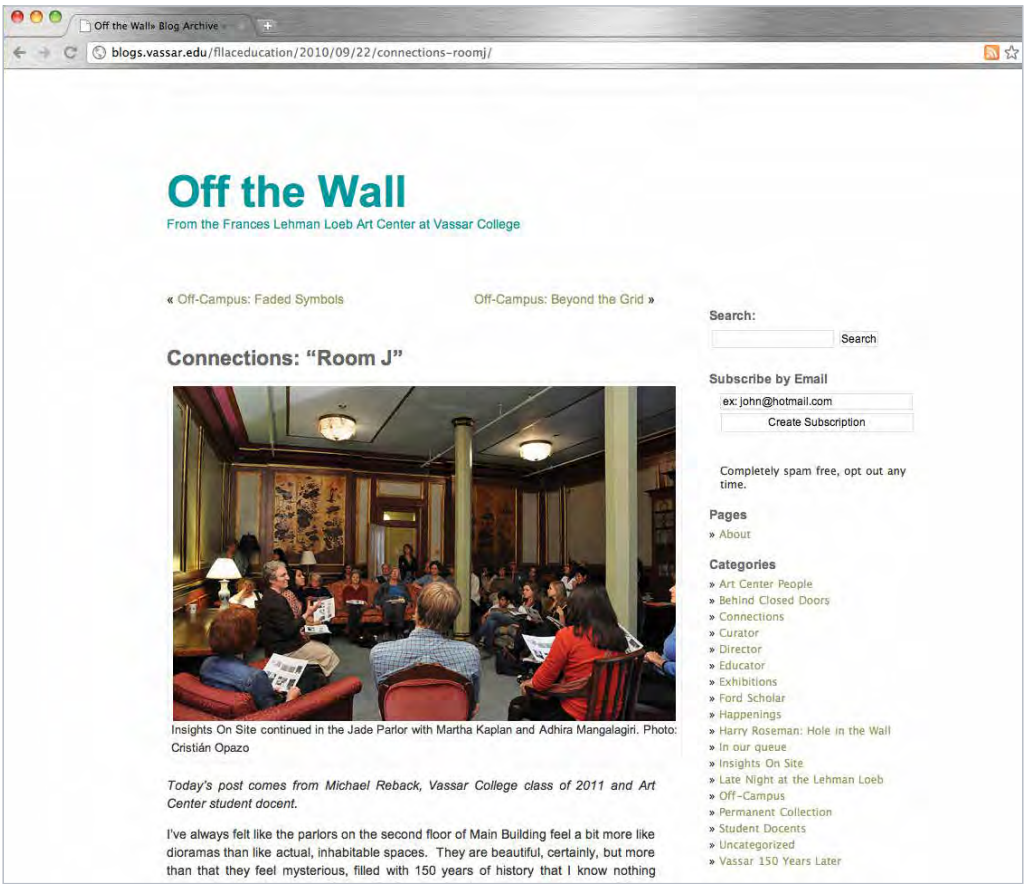 Off the Wall» Blog Archive »
blogs.vassar.edu/fllaceducation/2010/09/22/connections-roomj/
Off the Wall
From the Frances Lehman Loeb Art Center at Vassar College
« Off-Campus: Faded Symbols
Off-Campus: Beyond the Grid »
Connections: “Room J”
Insights On Site continued in the Jade Parlor with Martha Kaplan and Adhira Mangalagiri. Photo:
Cristián Opazo
Today's post comes from Michael Reback, Vassar College class of 2011 and Art
Center student docent.
I've always felt like the parlors on the second floor of Main Building feel a bit more like
dioramas than like actual, inhabitable spaces. They are beautiful, certainly, but more
than that they feel mysterious, filled with 150 years of history that I know nothing
Search:
Search
Subscribe by Email
ex: john@hotmail.com
Create Subscription
Completely spam free, opt out any
time.
Pages
» About
Categories
» Art Center People
» Behind Closed Doors
» Connections
» Curator
» Director
» Educator
» Exhibitions
» Ford Scholar
» Happenings
» Harry Roseman: Hole in the Wall
» In our queue
» Insights On Site
» Late Night at the Lehman Loeb
» Off-Campus
» Permanent Collection
» Student Docents
» Uncategorized
» Vassar 150 Years Later